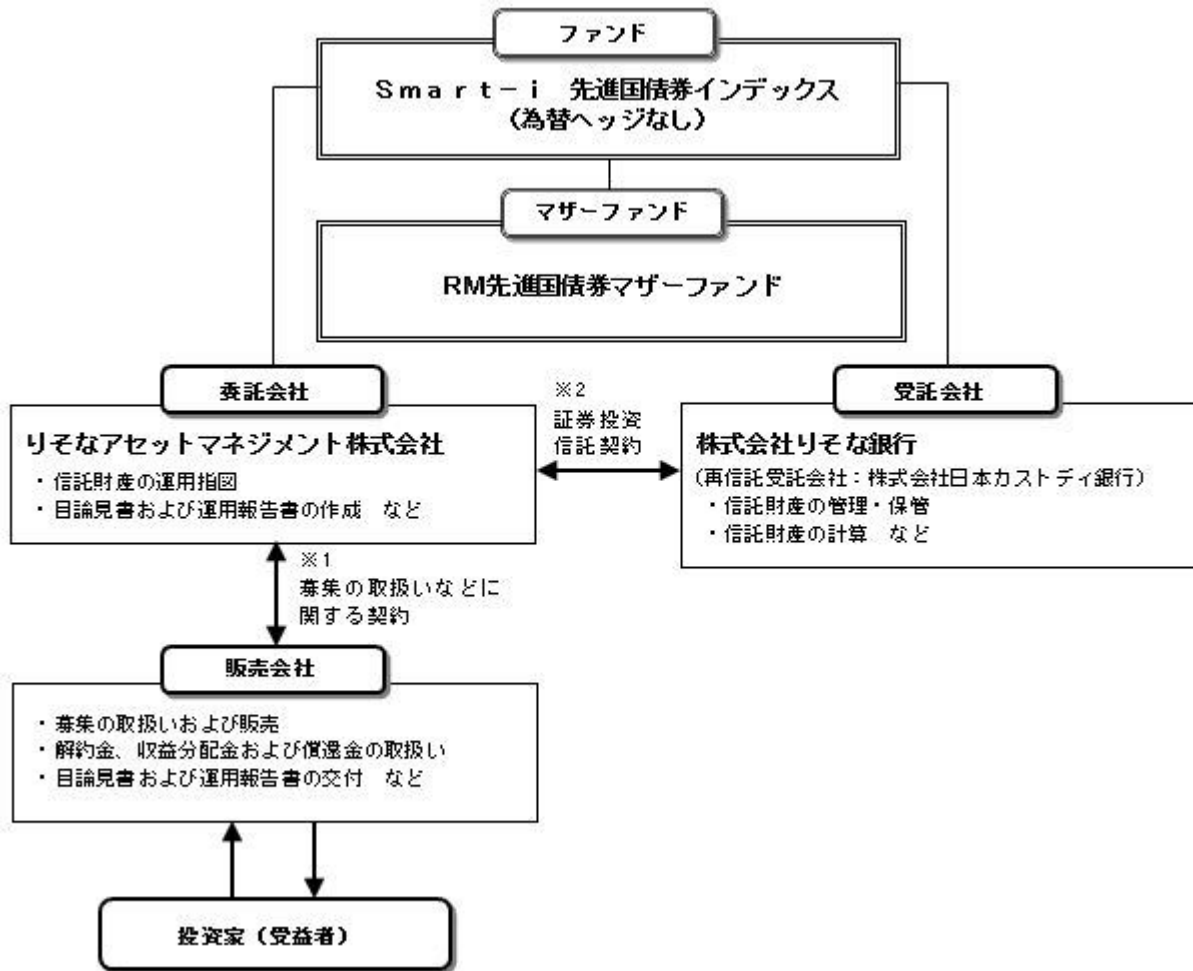 ファンド
Smart－i　先進国債券インデックス
（為替ヘッジなし）
マザーファンド
RM先進国債券マザーファンド
委託会社
りそなアセットマネジメント株式会社
・信託財産の運用指図
・目論見書および運用報告書の作成　など
※2
証券投資
信託契約
受託会社
株式会社りそな銀行
（再信託受託会社：株式会社日本カストディ銀行）
・信託財産の管理・保管
・信託財産の計算　など
※1
募集の取扱いなどに
関する契約
販売会社
・募集の取扱いおよび販売
・解約金、収益分配金および償還金の取扱い
・目論見書および運用報告書の交付　など
投資家（受益者）